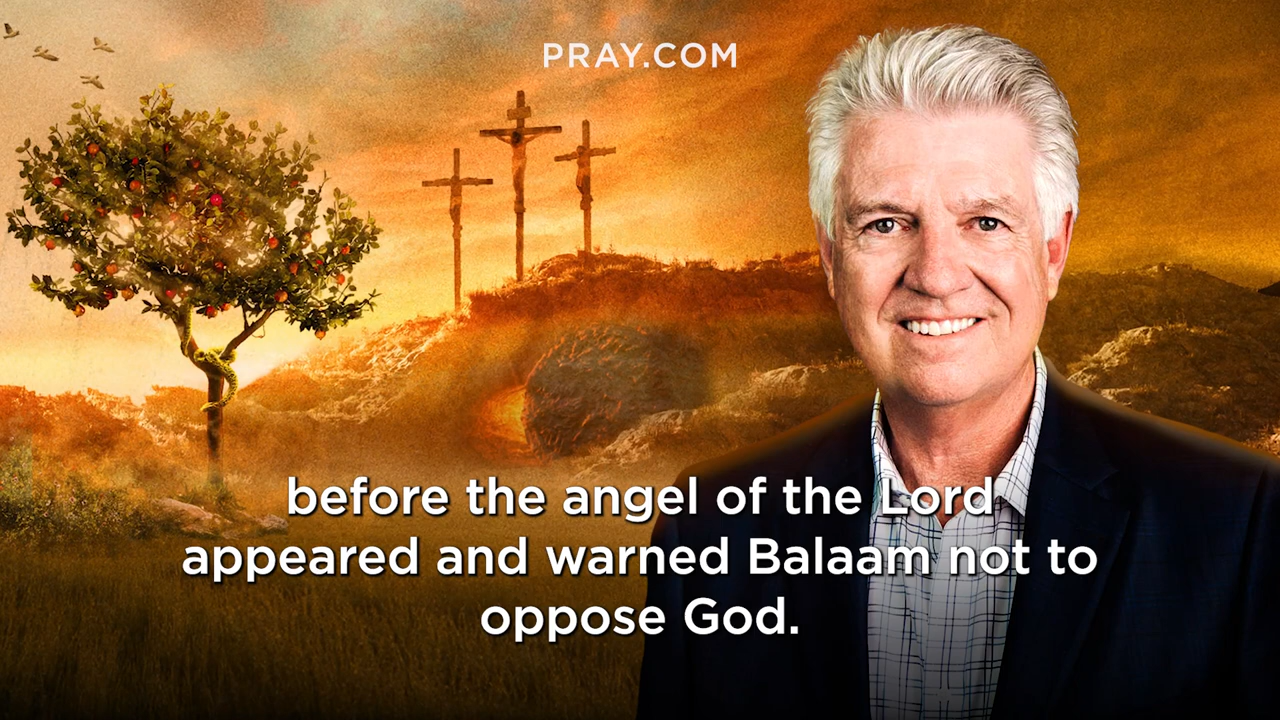 PRAY.COM
before the angel of the Lord
appeared and warned Balaam not to
oppose God.